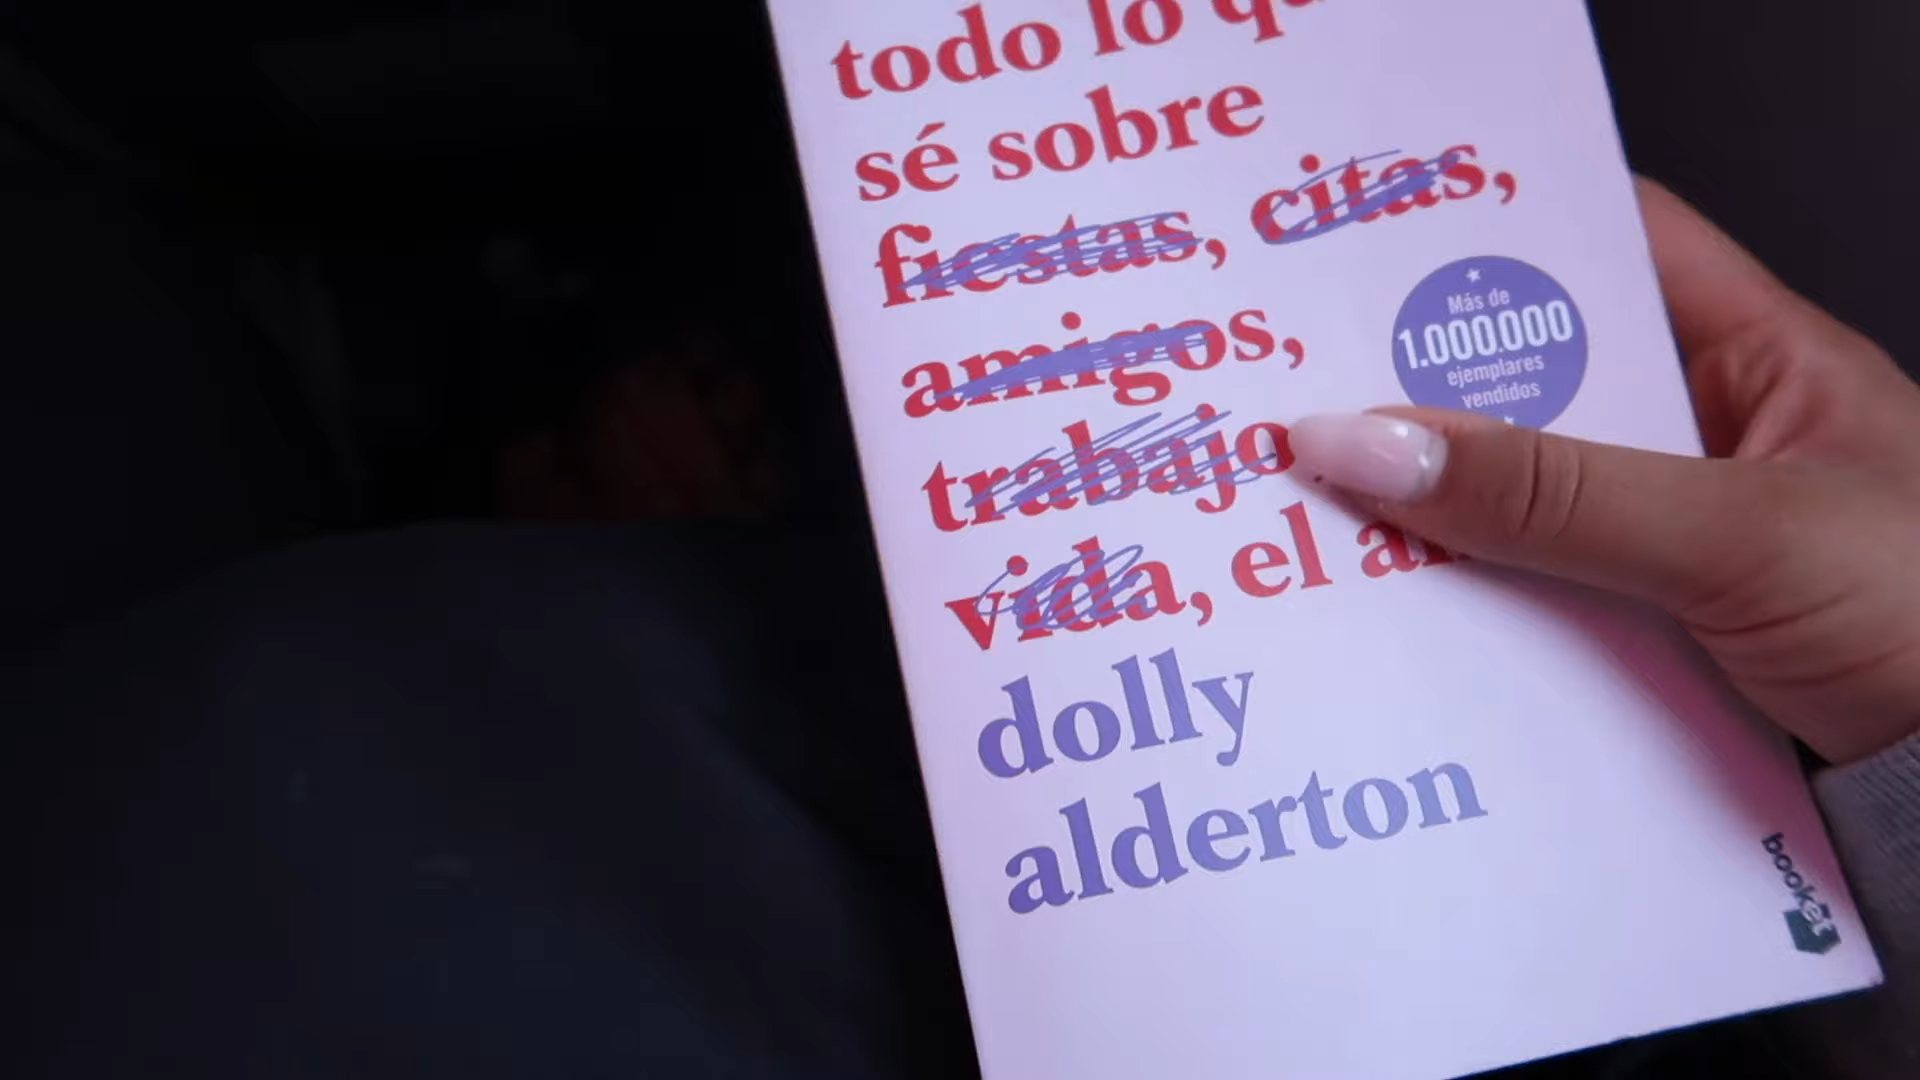 todo lo
sé sobre
fiestas, citas,
amigos,
trabajo
vida, el
dolly
alderton
Más de
1.000.000
ejemplares
vendidos
booket